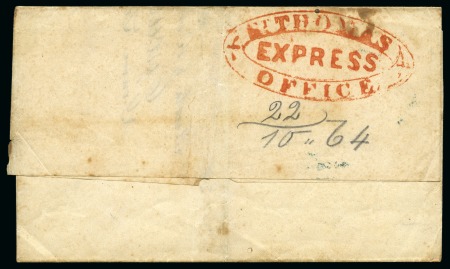 ST THOMAS
EXPRESS
OFFICE
22
10 " 64